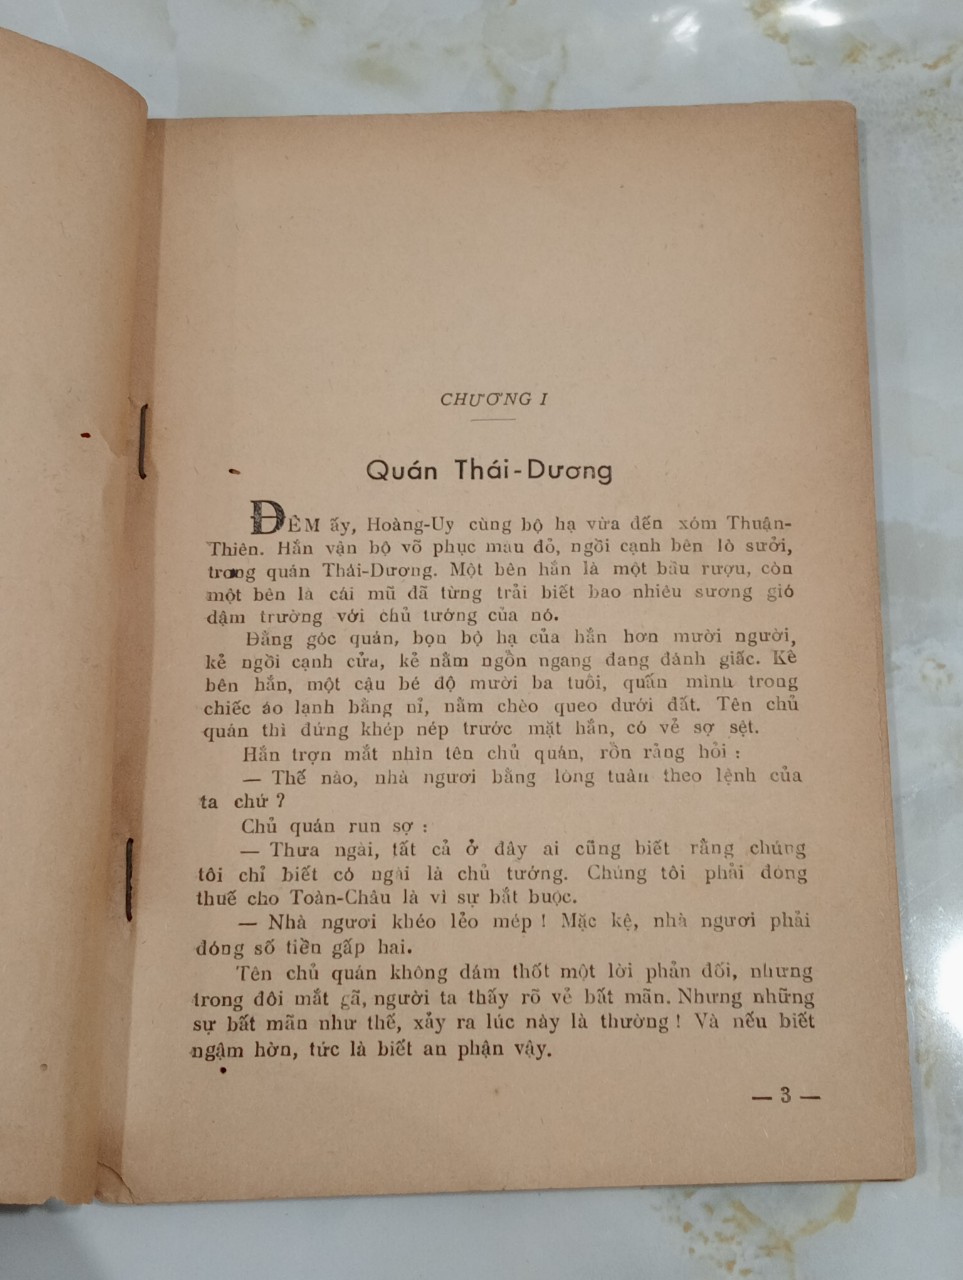 CHƯƠNG I
Quán Thái-Dương
ĐÊM ấy, Hoàng-Uy cùng bộ hạ vừa đến xóm Thuận-
Thiên. Hắn vận bộ võ phục màu đỏ, ngồi cạnh bên lò sưởi,
trong quán Thái-Dương. Một bên hắn là một bầu rượu, còn
một bên là cái mũ đã từng trải biết bao nhiêu sương gió
dậm trường với chủ tướng của nó.
Đằng góc quán, bọn bộ hạ của hắn hơn mười người,
kẻ ngồi cạnh cửa, kẻ nằm ngồn ngang đang đánh giấc. Kế
bên hắn, một cậu bé độ mười ba tuổi, quấn mình trong
chiếc áo lạnh bằng nỉ, nằm chèo queo dưới đất. Tên chủ
quán thì đứng khép nép trước mặt hắn, có vẻ sợ sệt.
Hắn trợn mắt nhìn tên chủ quán, rồn rảng hỏi :
— Thế nào, nhà ngươi bằng lòng tuân theo lệnh của
ta chứ ?
Chủ quán run sợ :
— Thưa ngài, tất cả ở đây ai cũng biết rằng chúng
tôi chỉ biết có ngài là chủ tướng. Chúng tôi phải đóng
thuế cho Toàn-Châu là vì sự bắt buộc.
— Nhà ngươi khéo lẻo mép ! Mặc kệ, nhà ngươi phải
đóng số tiền gấp hai.
Tên chủ quán không dám thốt một lời phản đối, nhưng
trong đôi mắt gã, người ta thấy rõ vẻ bất mãn. Nhưng những
sự bất mãn như thế, xảy ra lúc này là thường ! Và nếu biết
ngậm hờn, tức là biết an phận vậy.
— 3 —